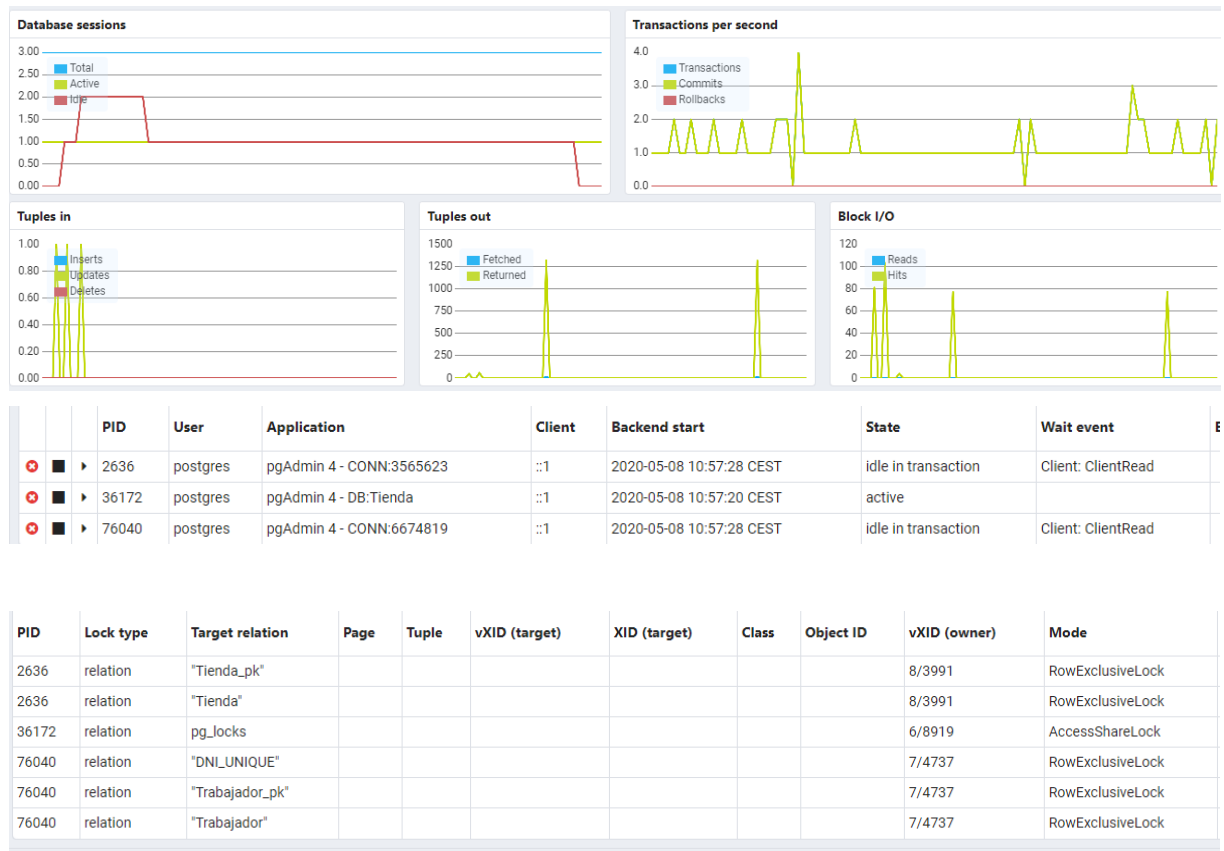 Database sessions
3.00
2.50
2.00
1.50
1.00
0.50
0.00
Total
Active
Idle
Transactions per second
4.0
3.0
2.0
1.0
0.0
Transactions
Commits
Rollbacks
Tuples in
1.00
0.80
0.60
0.40
0.20
0.00
Inserts
Updates
Deletes
Tuples out
1500
1250
1000
750
500
250
0
Fetched
Returned
Block I/O
120
100
80
60
40
20
0
Reads
Hits
PID User Application Client Backend start State Wait event
2636 postgres pgAdmin 4 - CONN:3565623 ::1 2020-05-08 10:57:28 CEST idle in transaction Client: ClientRead
36172 postgres pgAdmin 4 - DB:Tienda ::1 2020-05-08 10:57:20 CEST active
76040 postgres pgAdmin 4 - CONN:6674819 ::1 2020-05-08 10:57:28 CEST idle in transaction Client: ClientRead
PID Lock type Target relation Page Tuple vXID (target) XID (target) Class Object ID vXID (owner) Mode
2636 relation "Tienda_pk" 8/3991 RowExclusiveLock
2636 relation "Tienda" 8/3991 RowExclusiveLock
36172 relation pg_locks 6/8919 AccessShareLock
76040 relation "DNI_UNIQUE" 7/4737 RowExclusiveLock
76040 relation "Trabajador_pk" 7/4737 RowExclusiveLock
76040 relation "Trabajador" 7/4737 RowExclusiveLock